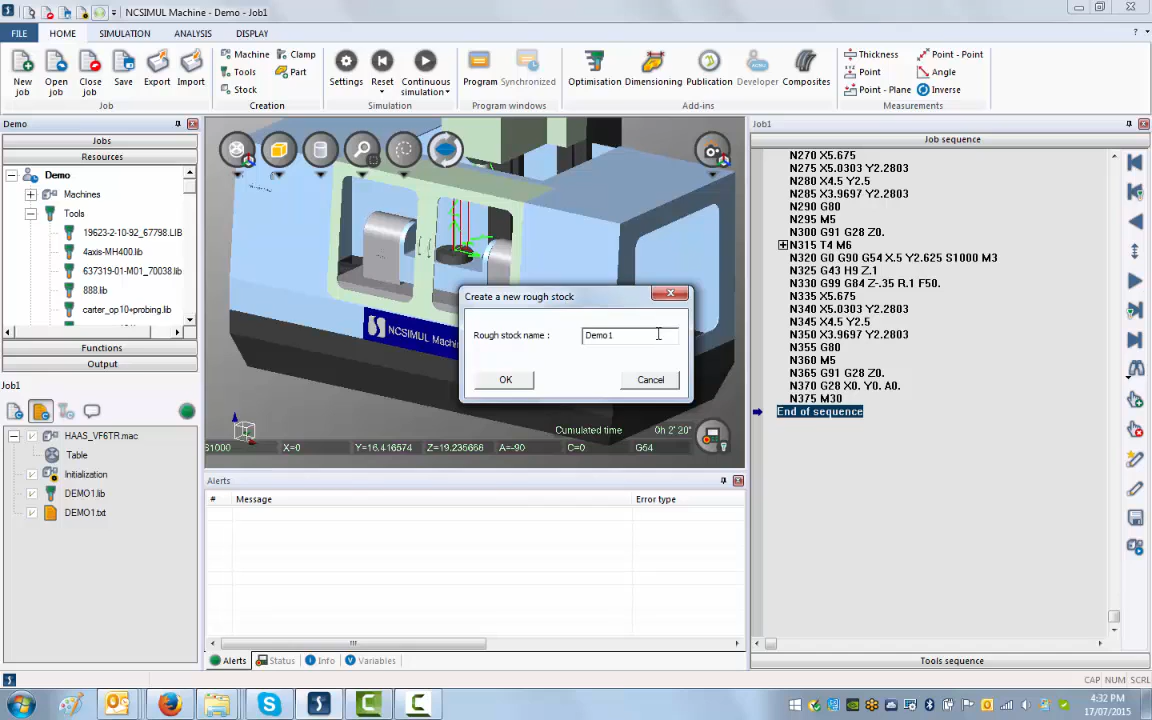 NCSIMUL Machine - Demo - Job1
FILE
HOME
SIMULATION
ANALYSIS
DISPLAY
New job
Open job
Close job
Save
Export
Import
Job
Machine
Clamp
Tools
Part
Stock
Creation
Settings
Reset
Continuous simulation
Simulation
Program
Synchronized
Program windows
Optimisation
Dimensioning
Publication
Developer
Composites
Add-ins
Thickness
Point - Point
Point
Angle
Point - Plane
Inverse
Measurements
Demo
Jobs
Resources
Demo
Machines
Tools
19623-2-10-92_67798.LIB
4axis-MH400.lib
637319-01-M01_70038.lib
888.lib
carter_op10+probing.lib
Functions
Output
Job1
HAAS_VF6TR.mac
Table
Initialization
DEMO1.lib
DEMO1.txt
NCSIMUL Machin
Create a new rough stock
Rough stock name :
Demo1
OK
Cancel
Cumulated time
0h 2' 20"
S1000
X=0
Y=16.416574
Z=19.235666
A=-90
C=0
G54
Alerts
#
Message
Error type
Alerts
Status
Info
Variables
Job1
Job sequence
N270 X5.675
N275 X5.0303 Y2.2803
N280 X4.5 Y2.5
N285 X3.9697 Y2.2803
N290 G80
N295 M5
N300 G91 G28 Z0.
N315 T4 M6
N320 G0 G90 G54 X.5 Y2.625 S1000 M3
N325 G43 H9 Z.1
N330 G99 G84 Z-.35 R.1 F50.
N335 X5.675
N340 X5.0303 Y2.2803
N345 X4.5 Y2.5
N350 X3.9697 Y2.2803
N355 G80
N360 M5
N365 G91 G28 Z0.
N370 G28 X0. Y0. A0.
N375 M30
End of sequence
Tools sequence
CAP NUM SCRL
4:32 PM
17/07/2015